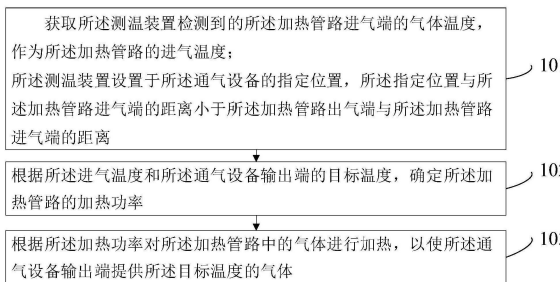 获取所述测温装置检测到的所述加热管路进气端的气体温度，
作为所述加热管路的进气温度；
所述测温装置设置于所述通气设备的指定位置，所述指定位置与所
述加热管路进气端的距离小于所述加热管路出气端与所述加热管路
进气端的距离
10
根据所述进气温度和所述通气设备输出端的目标温度，确定所述加
热管路的加热功率
10
根据所述加热功率对所述加热管路中的气体进行加热，以使所述通
气设备输出端提供所述目标温度的气体
10